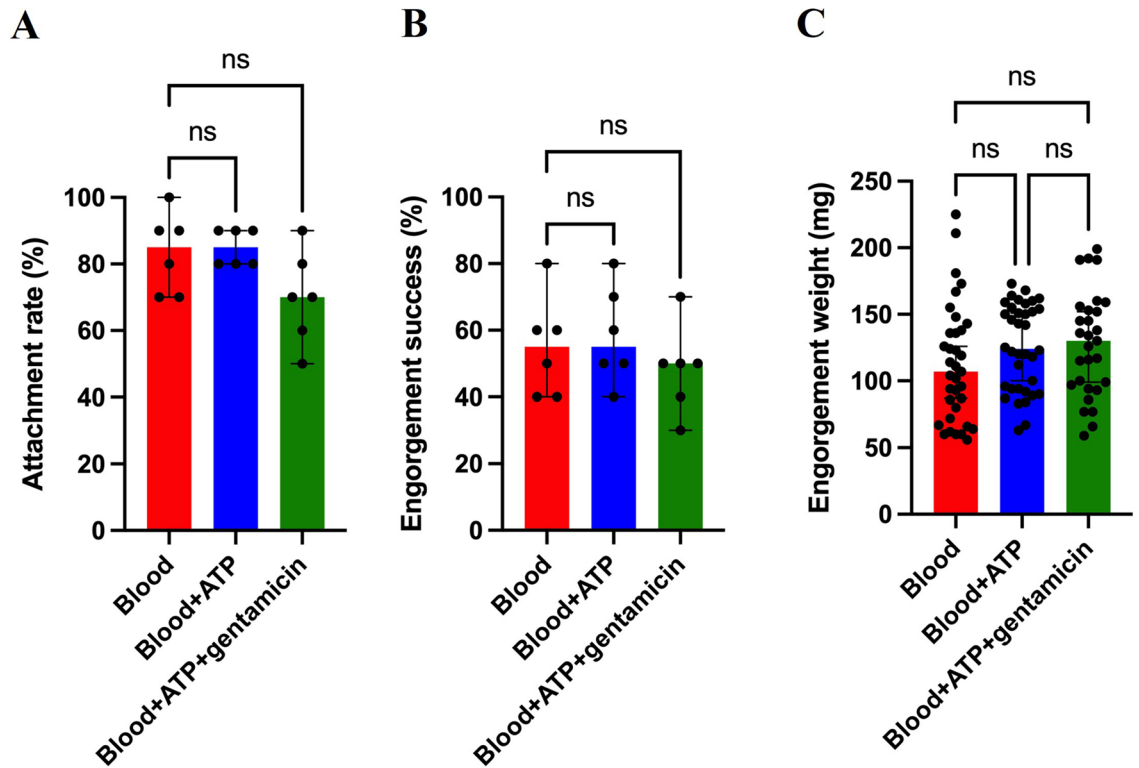 A
ns
ns
Attachment rate (%)
100
80
60
40
20
0
Blood
Blood+ATP
Blood+ATP+gentamicin
B
ns
ns
Engorgement success (%)
100
80
60
40
20
0
Blood
Blood+ATP
Blood+ATP+gentamicin
C
ns
ns
ns
Engorgement weight (mg)
250
200
150
100
50
0
Blood
Blood+ATP
Blood+ATP+gentamicin